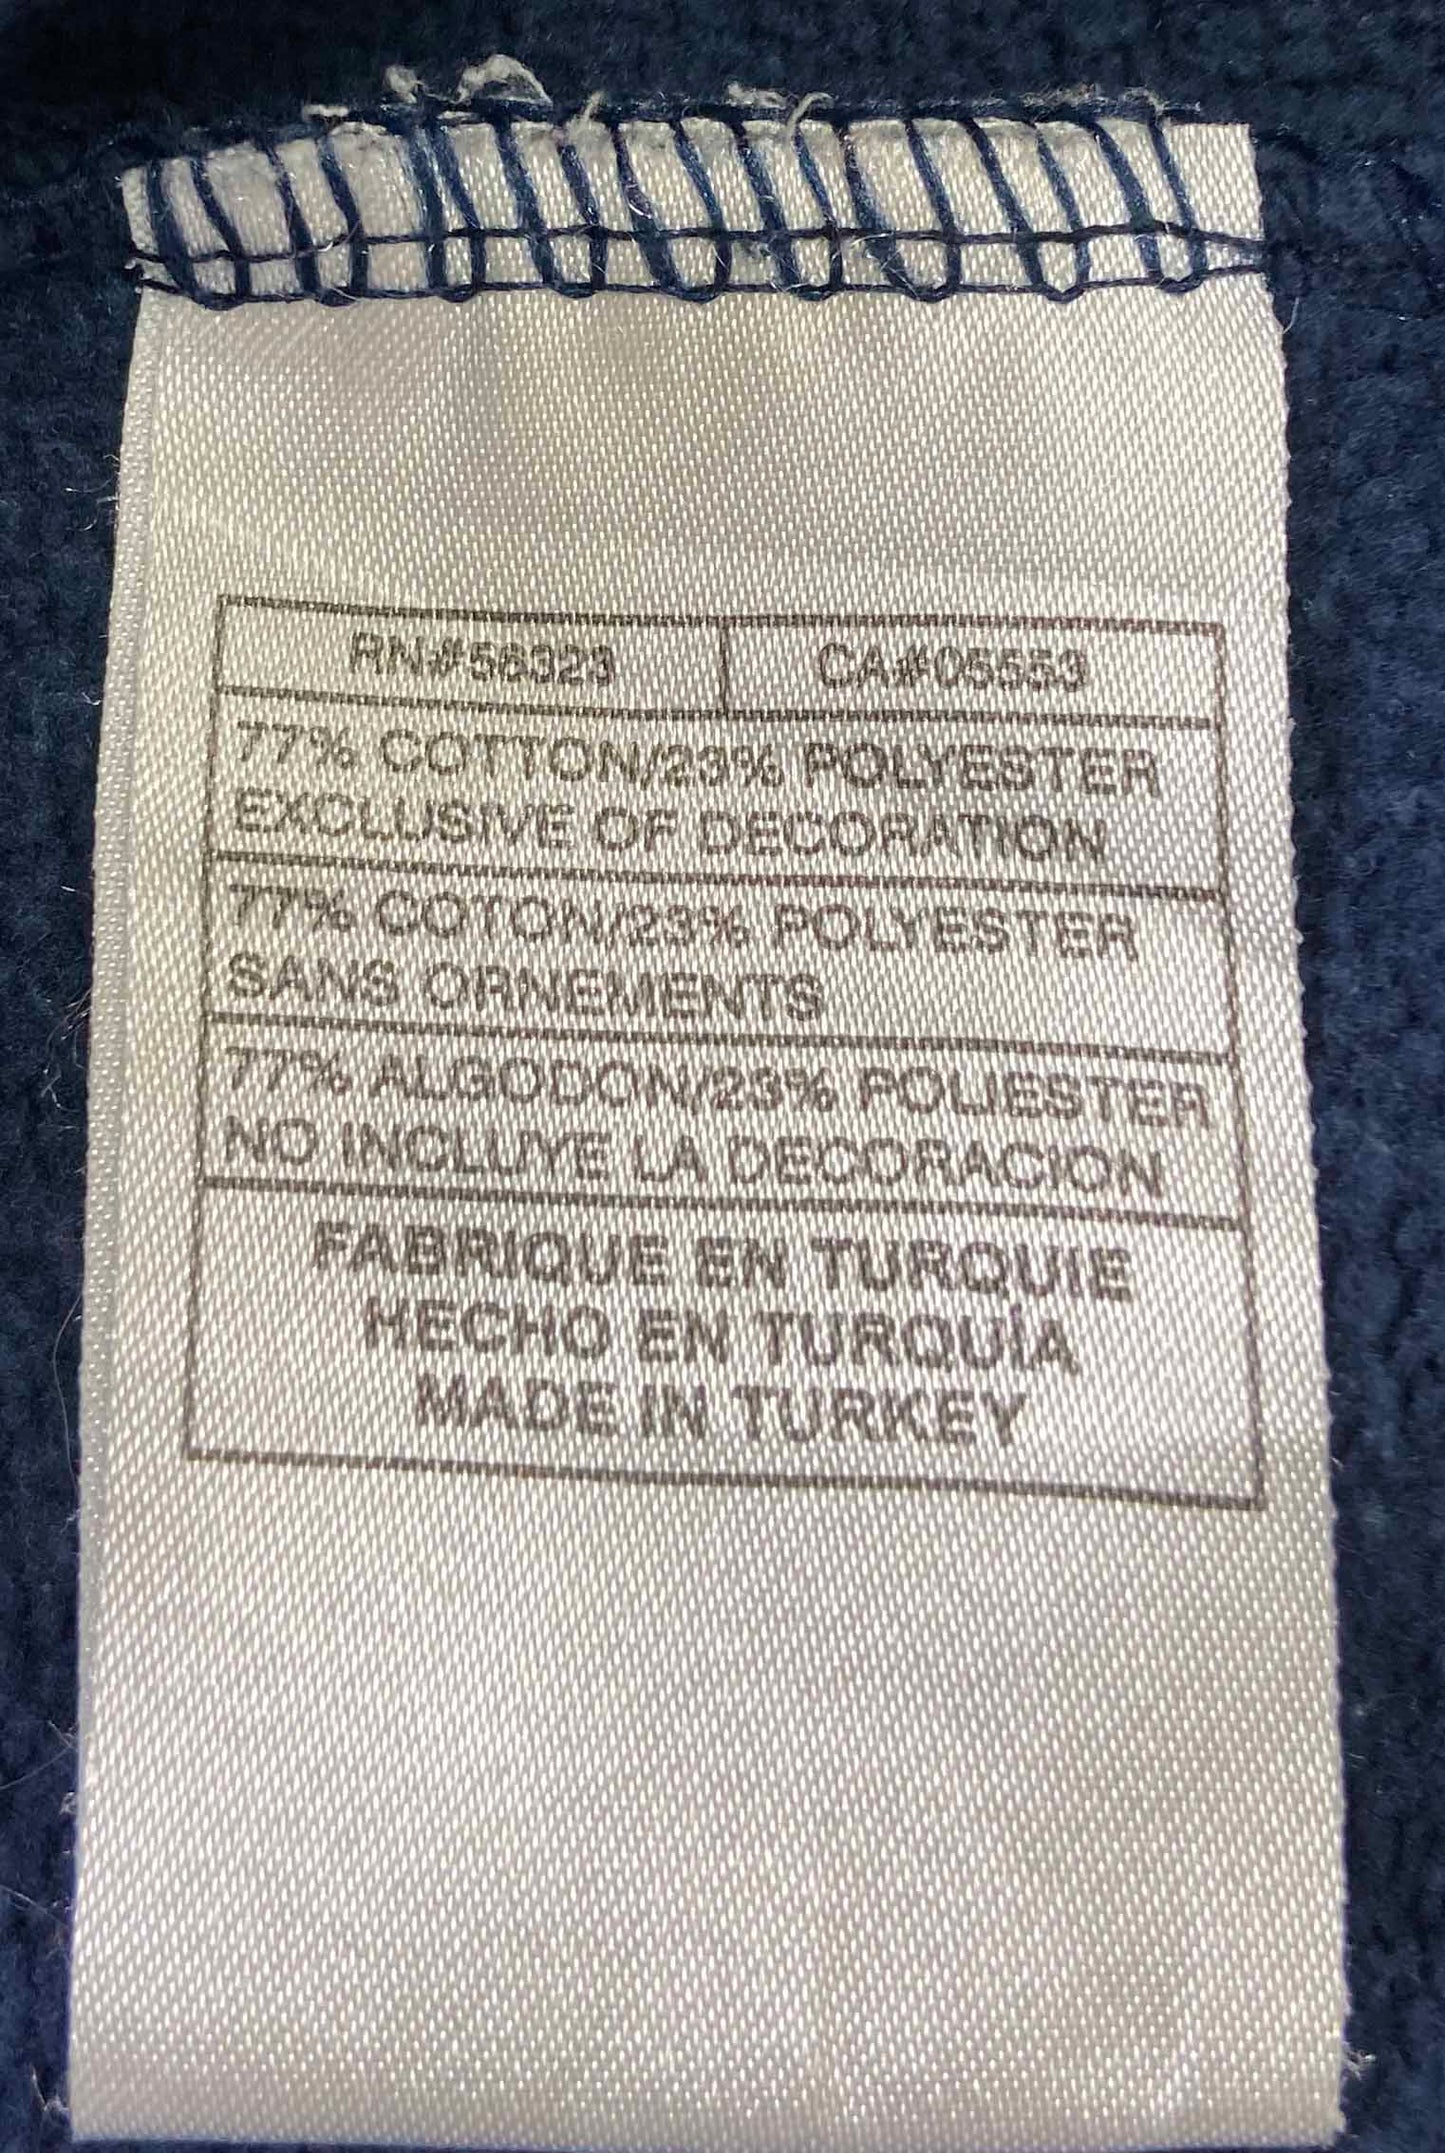 RN#56323 CA#05553
77% COTTON/23% POLYESTER
EXCLUSIVE OF DECORATION
77% COTON/23% POLYESTER
SANS ORNEMENTS
77% ALGODON/23% POLIESTER
NO INCLUYE LA DECORACION
FABRIQUE EN TURQUIE
HECHO EN TURQUÍA
MADE IN TURKEY